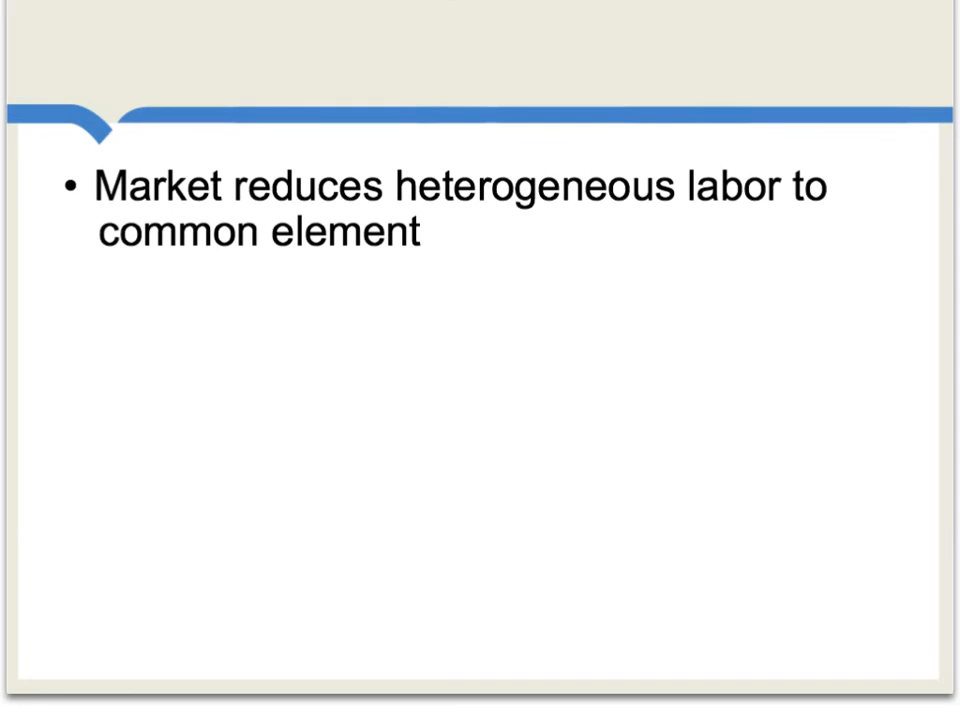 • Market reduces heterogeneous labor to
common element